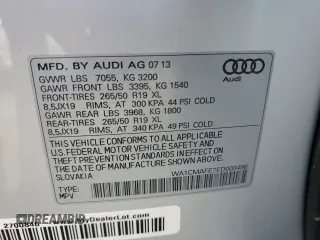 MFD. BY AUDI AG 07 13
GVWR LBS 7055, KG 3200
GAWR FRONT LBS 3395, KG 1540
FRONT-TIRES 265/50 R19 XL
8,5JX19 RIMS, AT 300 KPA 44 PSI COLD
GAWR REAR LBS 3968, KG 1800
REAR-TIRES 265/50 R19 XL
8,5JX19 RIMS, AT 340 KPA 49 PSI COLD
THIS VEHICLE CONFORMS TO ALL APPLICABLE
U.S. FEDERAL MOTOR VEHICLE SAFETY
AND THEFT PREVENTION STANDARDS IN EFFECT ON THE
DATE OF MANUFACTURE SHOWN ABOVE.
SLOVAKIA
MPV
Audi